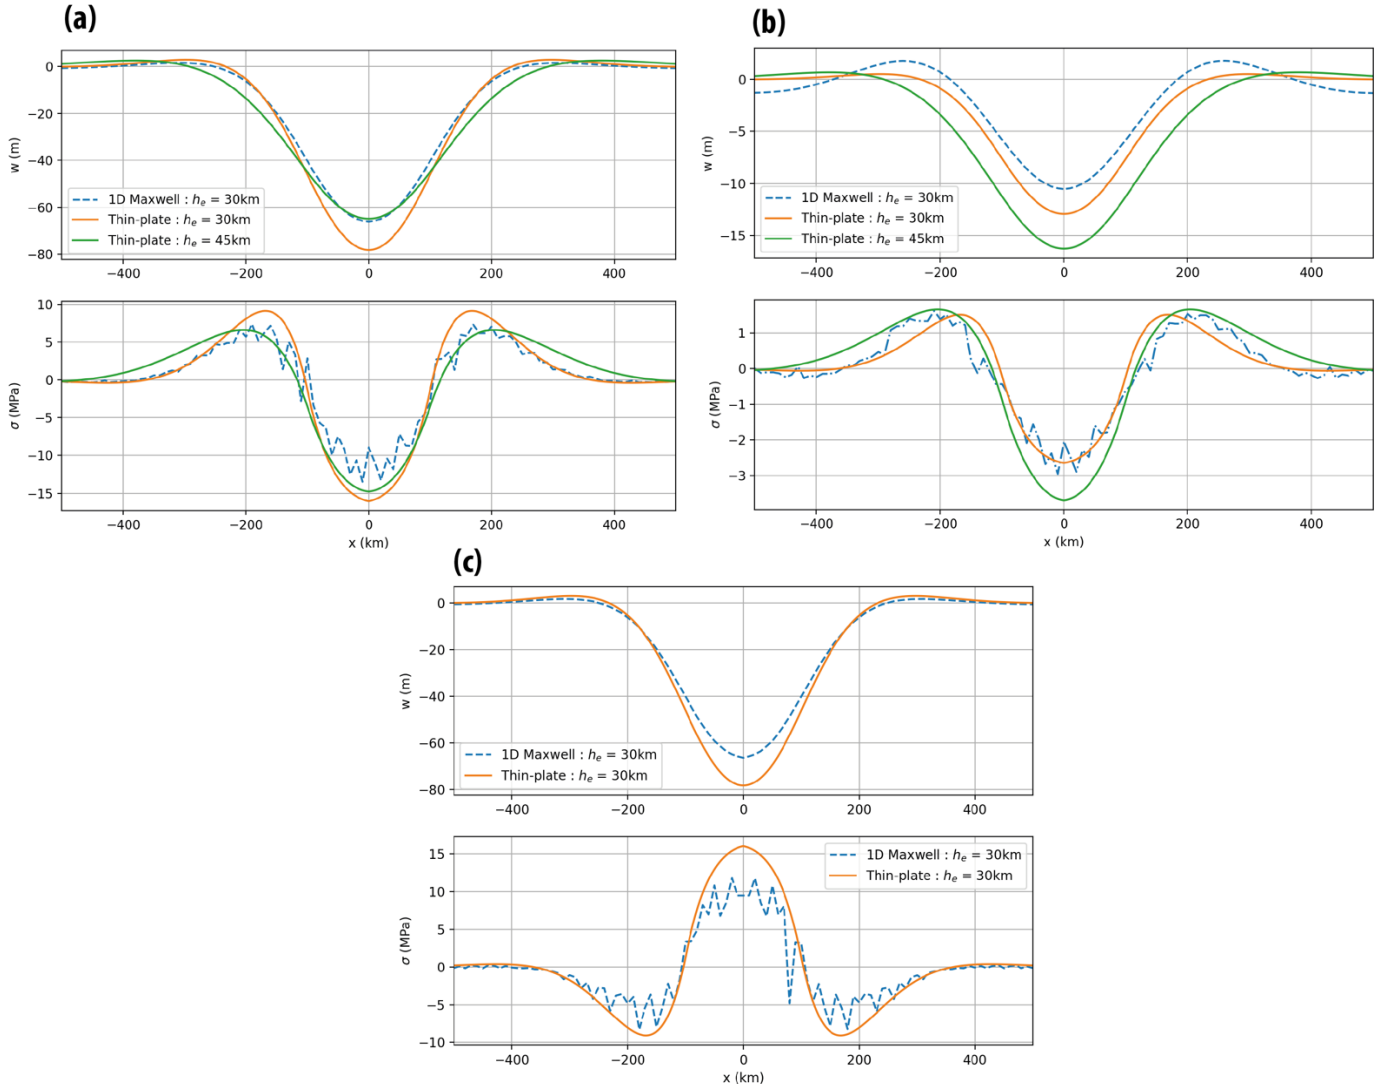 (a)
0
−20
−40
−60
−80
w (m)
1D Maxwell : hₑ = 30km
Thin-plate : hₑ = 30km
Thin-plate : hₑ = 45km
−400 −200 0 200 400
10
5
0
−5
−10
−15
σ (MPa)
−400 −200 0 200 400
x (km)
(b)
0
−5
−10
−15
w (m)
1D Maxwell : hₑ = 30km
Thin-plate : hₑ = 30km
Thin-plate : hₑ = 45km
−400 −200 0 200 400
1
0
−1
−2
−3
σ (MPa)
−400 −200 0 200 400
x (km)
(c)
0
−20
−40
−60
−80
w (m)
1D Maxwell : hₑ = 30km
Thin-plate : hₑ = 30km
−400 −200 0 200 400
15
10
5
0
−5
−10
σ (MPa)
1D Maxwell : hₑ = 30km
Thin-plate : hₑ = 30km
−400 −200 0 200 400
x (km)